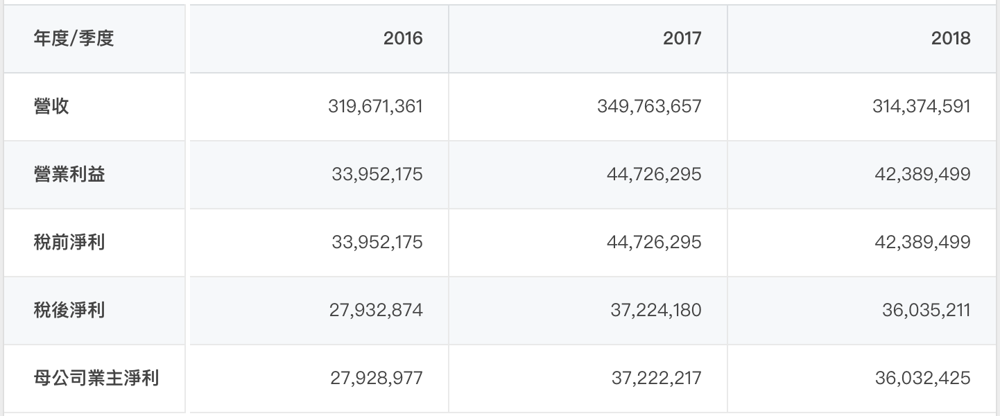 年度/季度 2016 2017 2018
營收 319,671,361 349,763,657 314,374,591
營業利益 33,952,175 44,726,295 42,389,499
稅前淨利 33,952,175 44,726,295 42,389,499
稅後淨利 27,932,874 37,224,180 36,035,211
母公司業主淨利 27,928,977 37,222,217 36,032,425